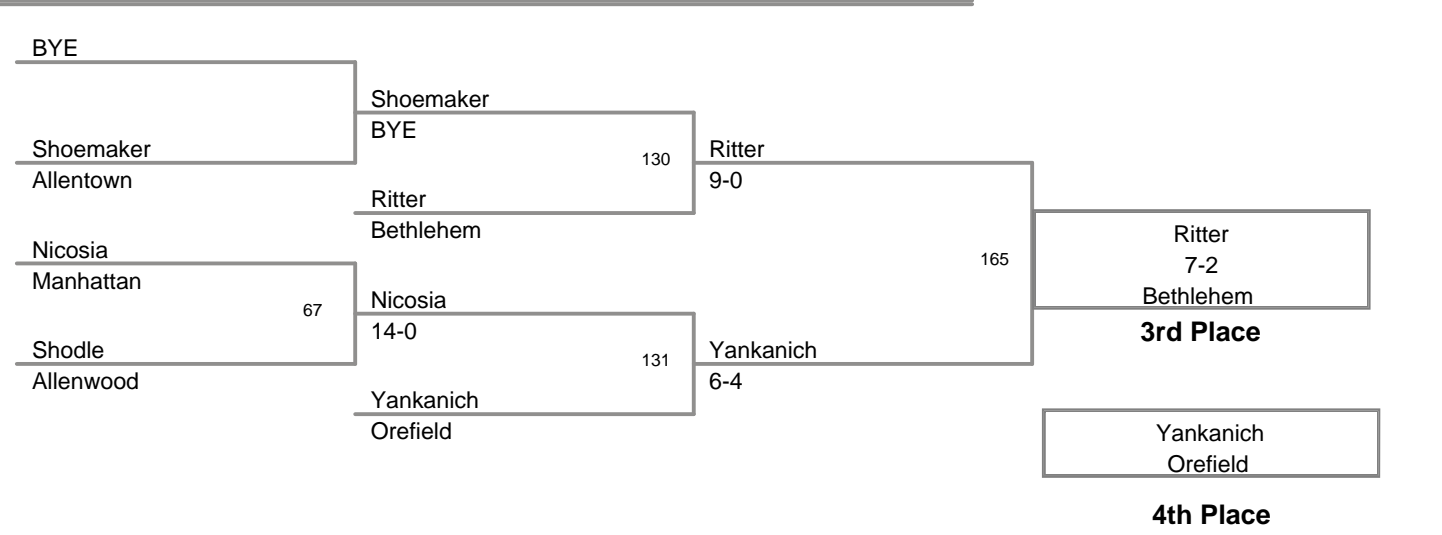 BYE
Shoemaker
BYE
Shoemaker
Allentown
130
Ritter
9-0
Ritter
Bethlehem
Nicosia
Manhattan
67
Nicosia
14-0
165
Ritter
7-2
Bethlehem
3rd Place
Shodle
Allenwood
131
Yankanich
6-4
Yankanich
Orefield
Yankanich
Orefield
4th Place